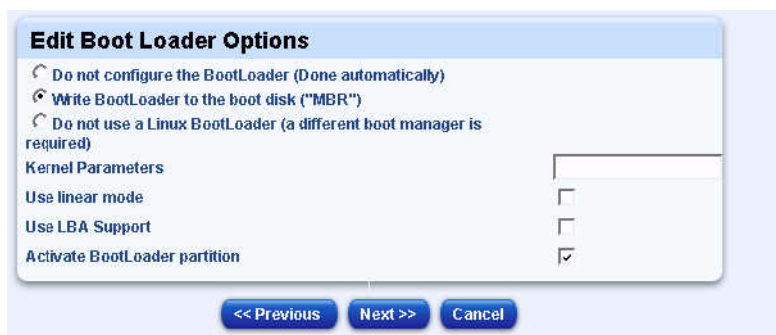 Edit Boot Loader Options
Do not configure the BootLoader (Done automatically)
Write BootLoader to the boot disk ("MBR")
Do not use a Linux BootLoader (a different boot manager is
required)
Kernel Parameters
Use linear mode
Use LBA Support
Activate BootLoader partition
<< Previous Next >> Cancel